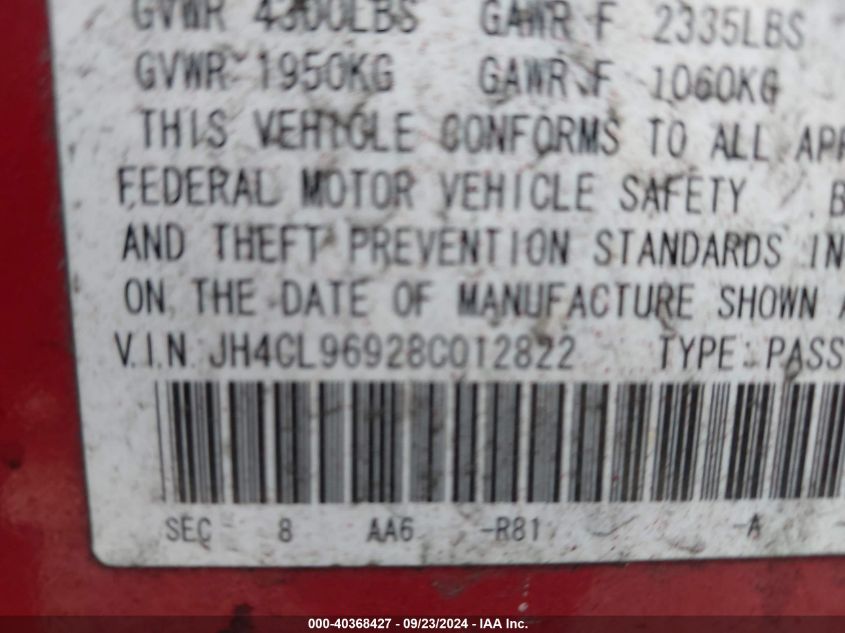 GVWR 4300LBS GAWR F 2335LBS
GVWR 1950KG GAWR F 1060KG
THIS VEHICLE CONFORMS TO ALL APP
FEDERAL MOTOR VEHICLE SAFETY B
AND THEFT PREVENTION STANDARDS IN
ON THE DATE OF MANUFACTURE SHOWN A
V.I.N. JH4CL96928C012822 TYPE: PASS
SEC 8 AA6 -R81 -A -
000-40368427 - 09/23/2024 - IAA Inc.